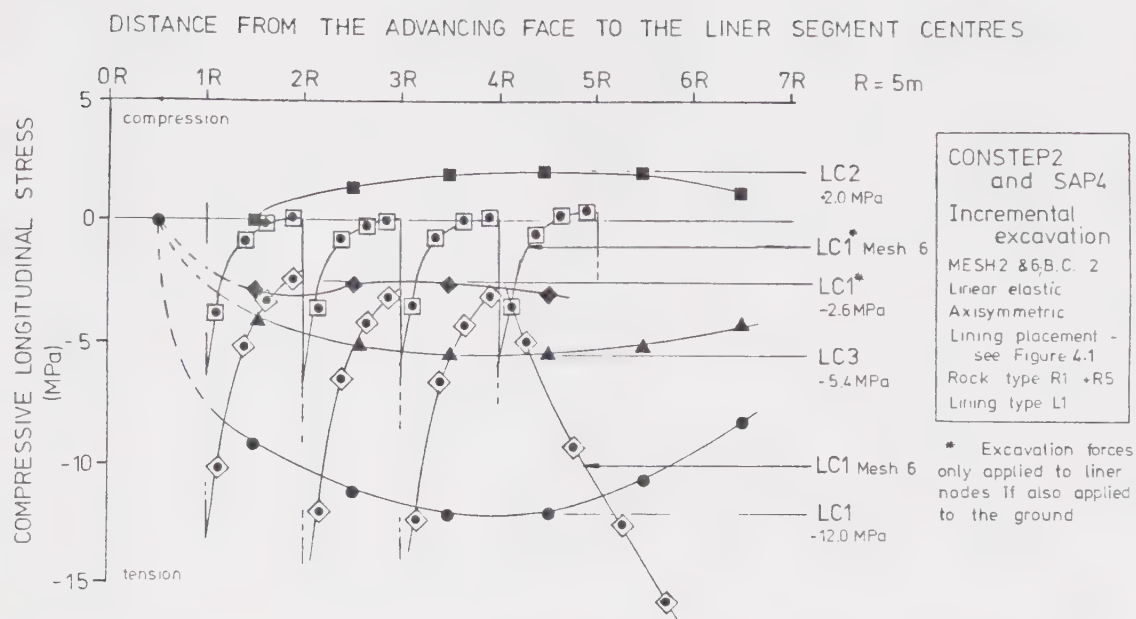 DISTANCE FROM THE ADVANCING FACE TO THE LINER SEGMENT CENTRES
0R 1R 2R 3R 4R 5R 6R 7R R = 5m
5
compression
COMPRESSIVE LONGITUDINAL STRESS
(MPa)
0
-5
-10
-15
tension
LC2
-2.0 MPa
LC1* Mesh 6
LC1*
-2.6 MPa
LC3
-5.4 MPa
LC1 Mesh 6
LC1
-12.0 MPa
CONSTEP2
and SAP4
Incremental
excavation
MESH2 &6,B.C. 2
Linear elastic
Axisymmetric
Lining placement -
see Figure 4.1
Rock type R1 +R5
Lining type L1
* Excavation forces
only applied to liner
nodes if also applied
to the ground